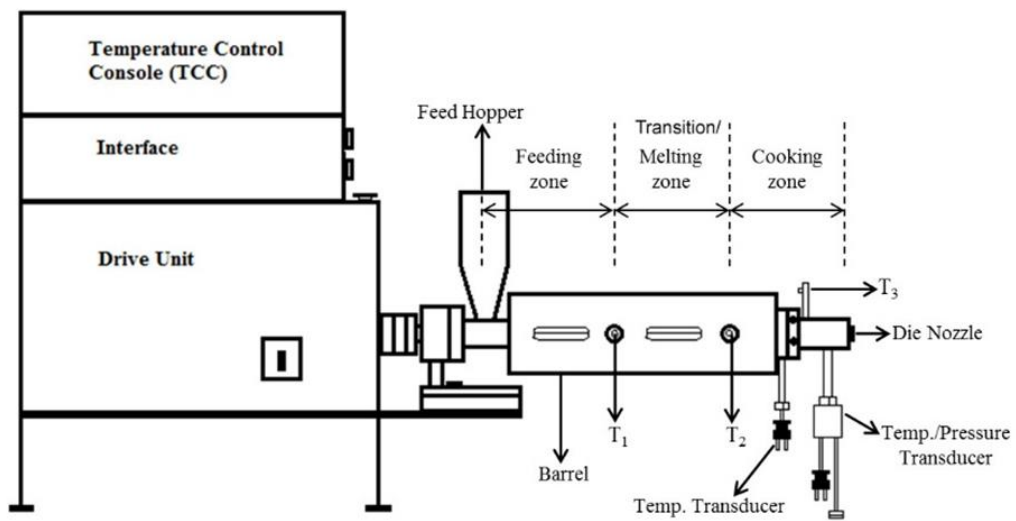 Temperature Control
Console (TCC)
Interface
Drive Unit
Feed Hopper
Feeding
zone
Transition/
Melting
zone
Cooking
zone
T3
Die Nozzle
T1
T2
Barrel
Temp. Transducer
Temp./Pressure
Transducer